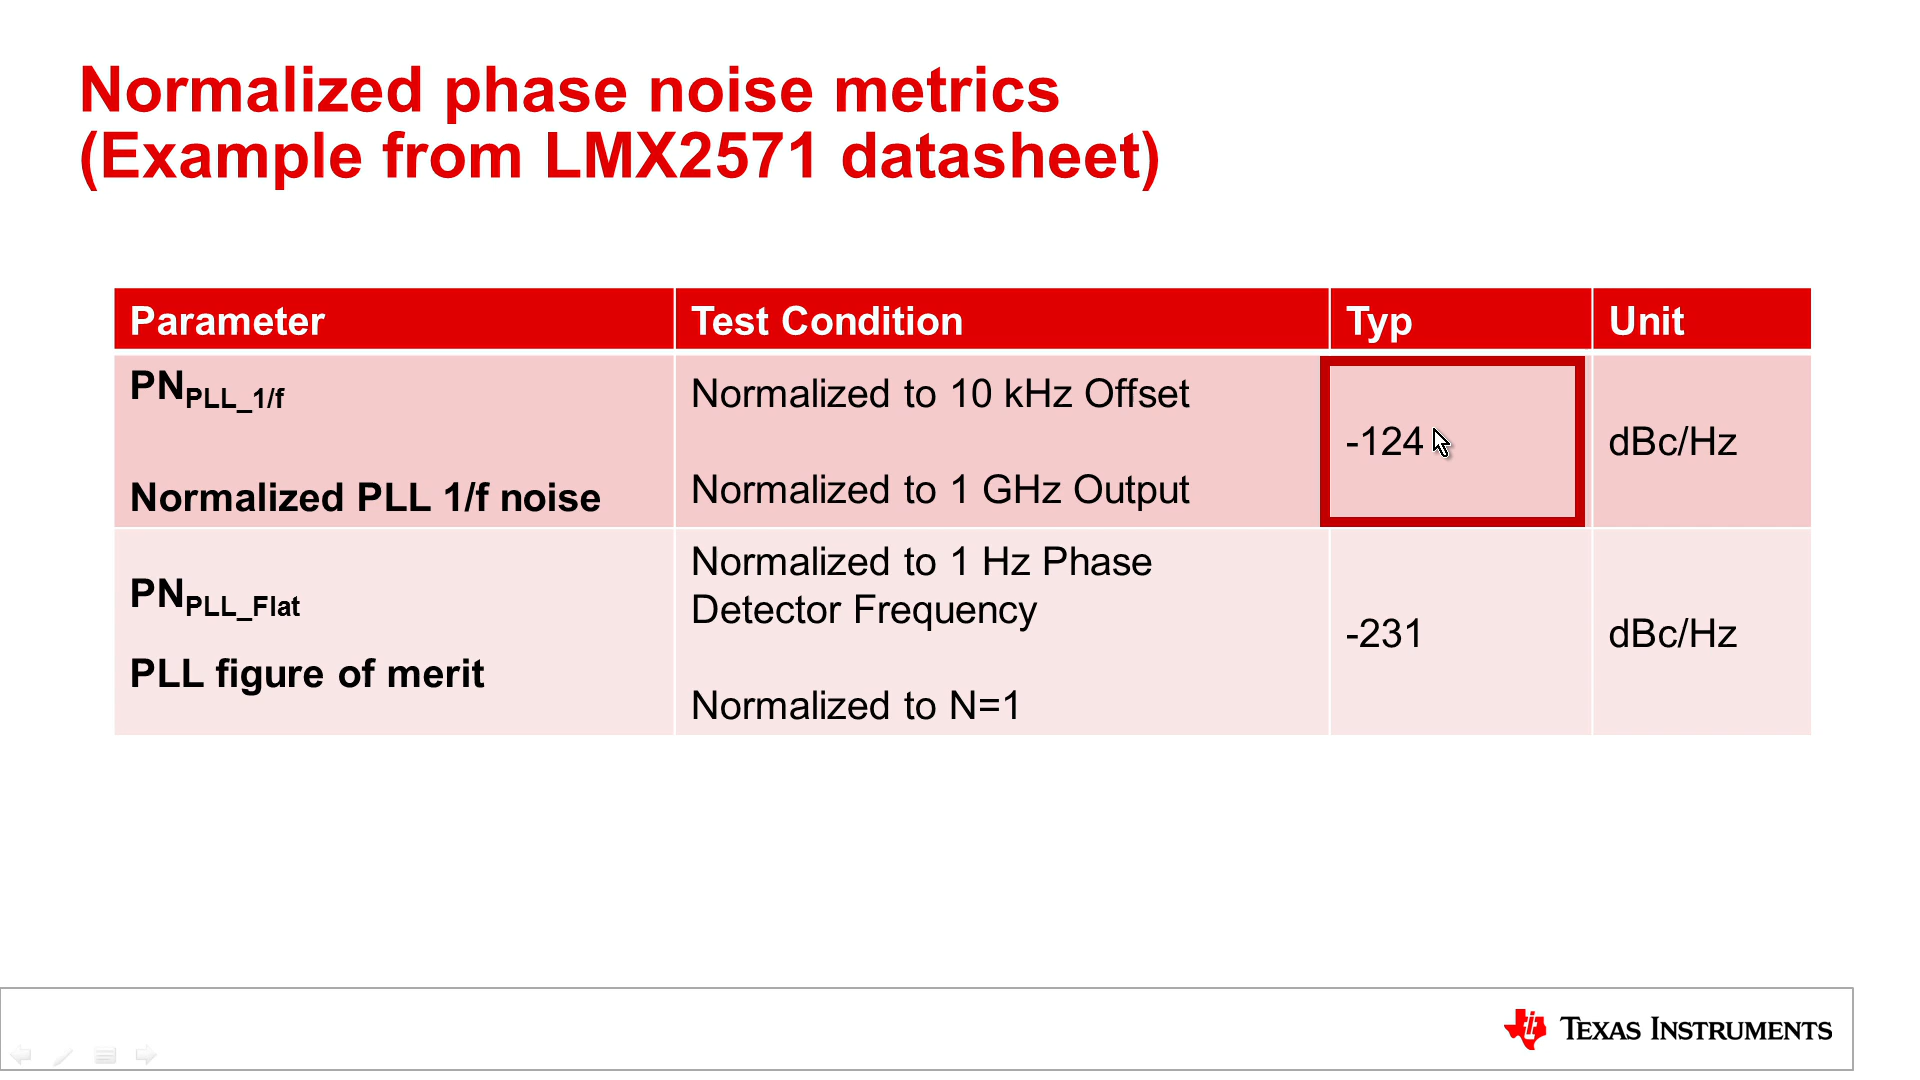 Normalized phase noise metrics
(Example from LMX2571 datasheet)
Parameter Test Condition Typ Unit
PNPLL_1/f
Normalized PLL 1/f noise
Normalized to 10 kHz Offset
Normalized to 1 GHz Output
-124
dBc/Hz
PNPLL_Flat
PLL figure of merit
Normalized to 1 Hz Phase
Detector Frequency
Normalized to N=1
-231
dBc/Hz
TEXAS INSTRUMENTS